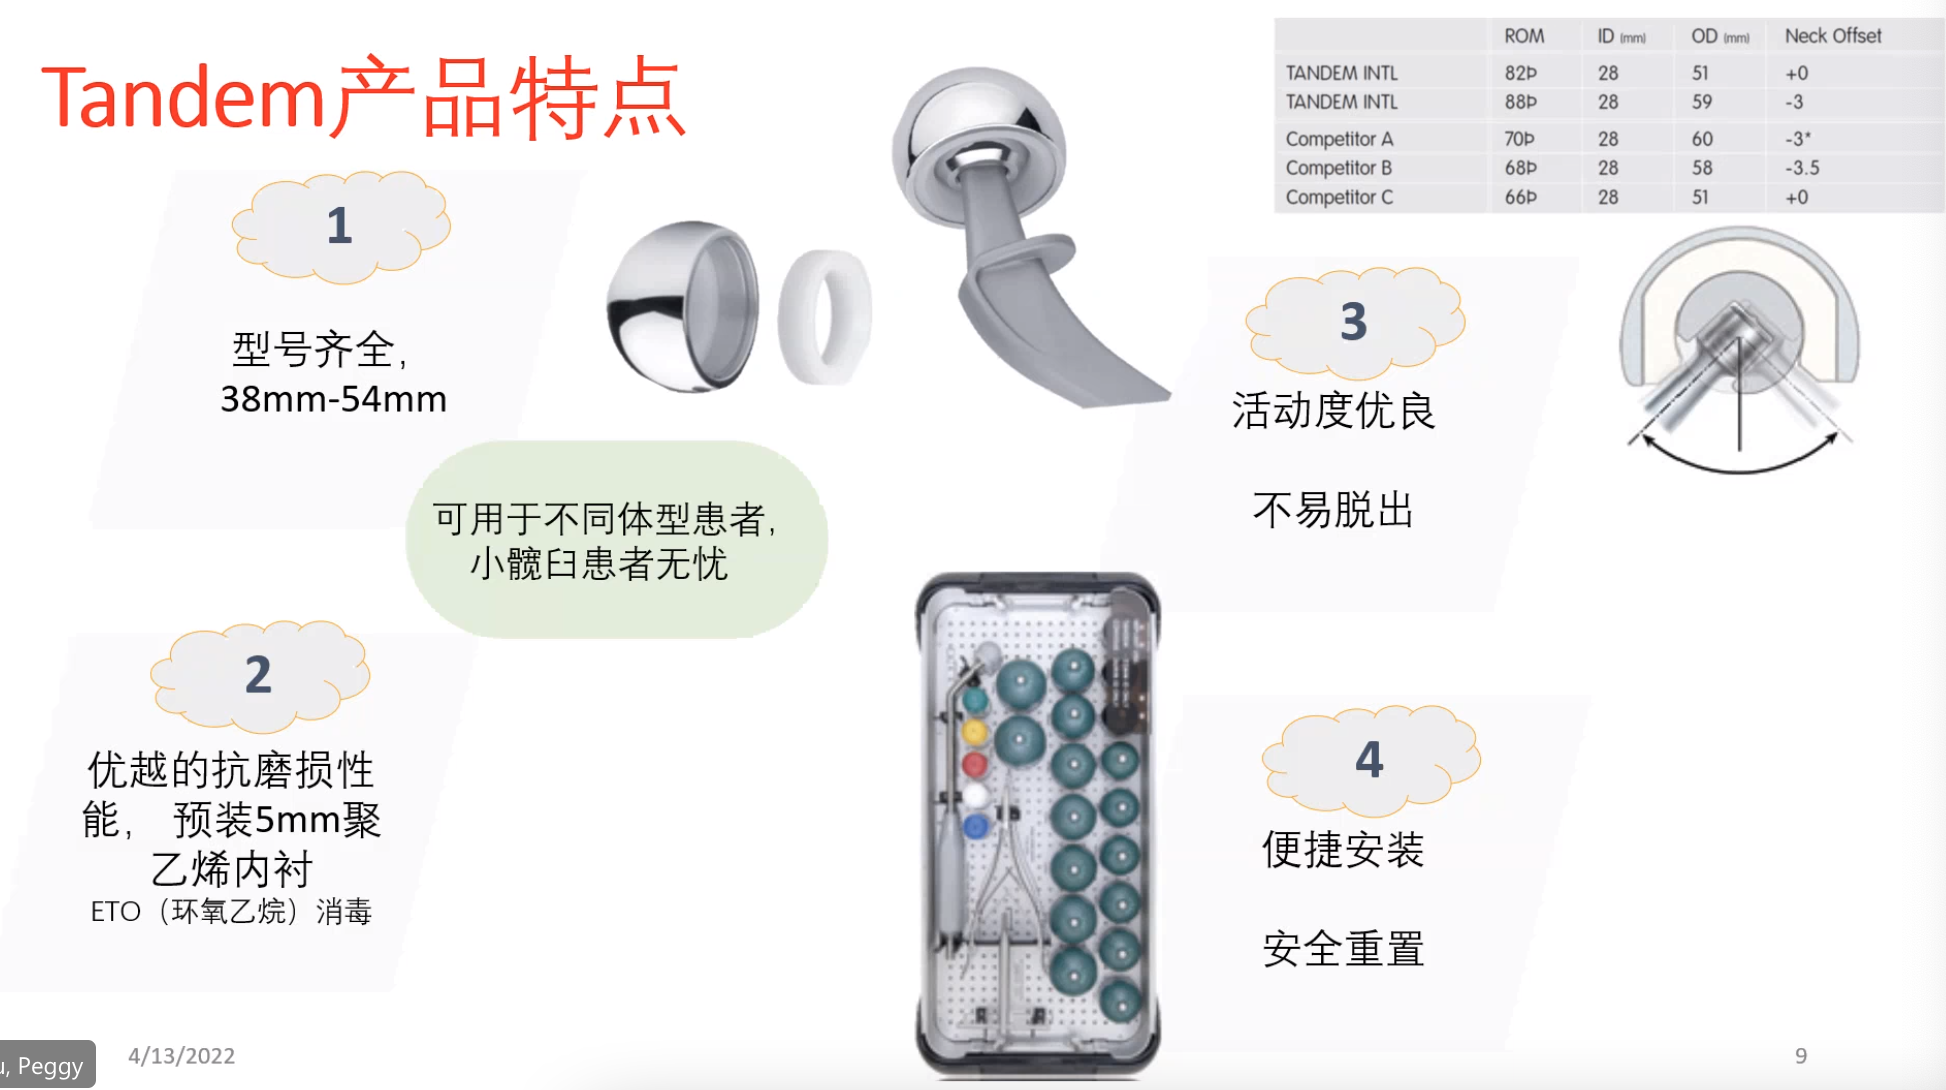 Tandem产品特点
ROM ID (mm) OD (mm) Neck Offset
TANDEM INTL 82Þ 28 51 +0
TANDEM INTL 88Þ 28 59 -3
Competitor A 70Þ 28 60 -3*
Competitor B 68Þ 28 58 -3.5
Competitor C 66Þ 28 51 +0
1
型号齐全，
38mm-54mm
可用于不同体型患者，
小髋臼患者无忧
2
优越的抗磨损性
能， 预装5mm聚
乙烯内衬
ETO（环氧乙烷）消毒
3
活动度优良
不易脱出
4
便捷安装
安全重置
Peggy
4/13/2022
9